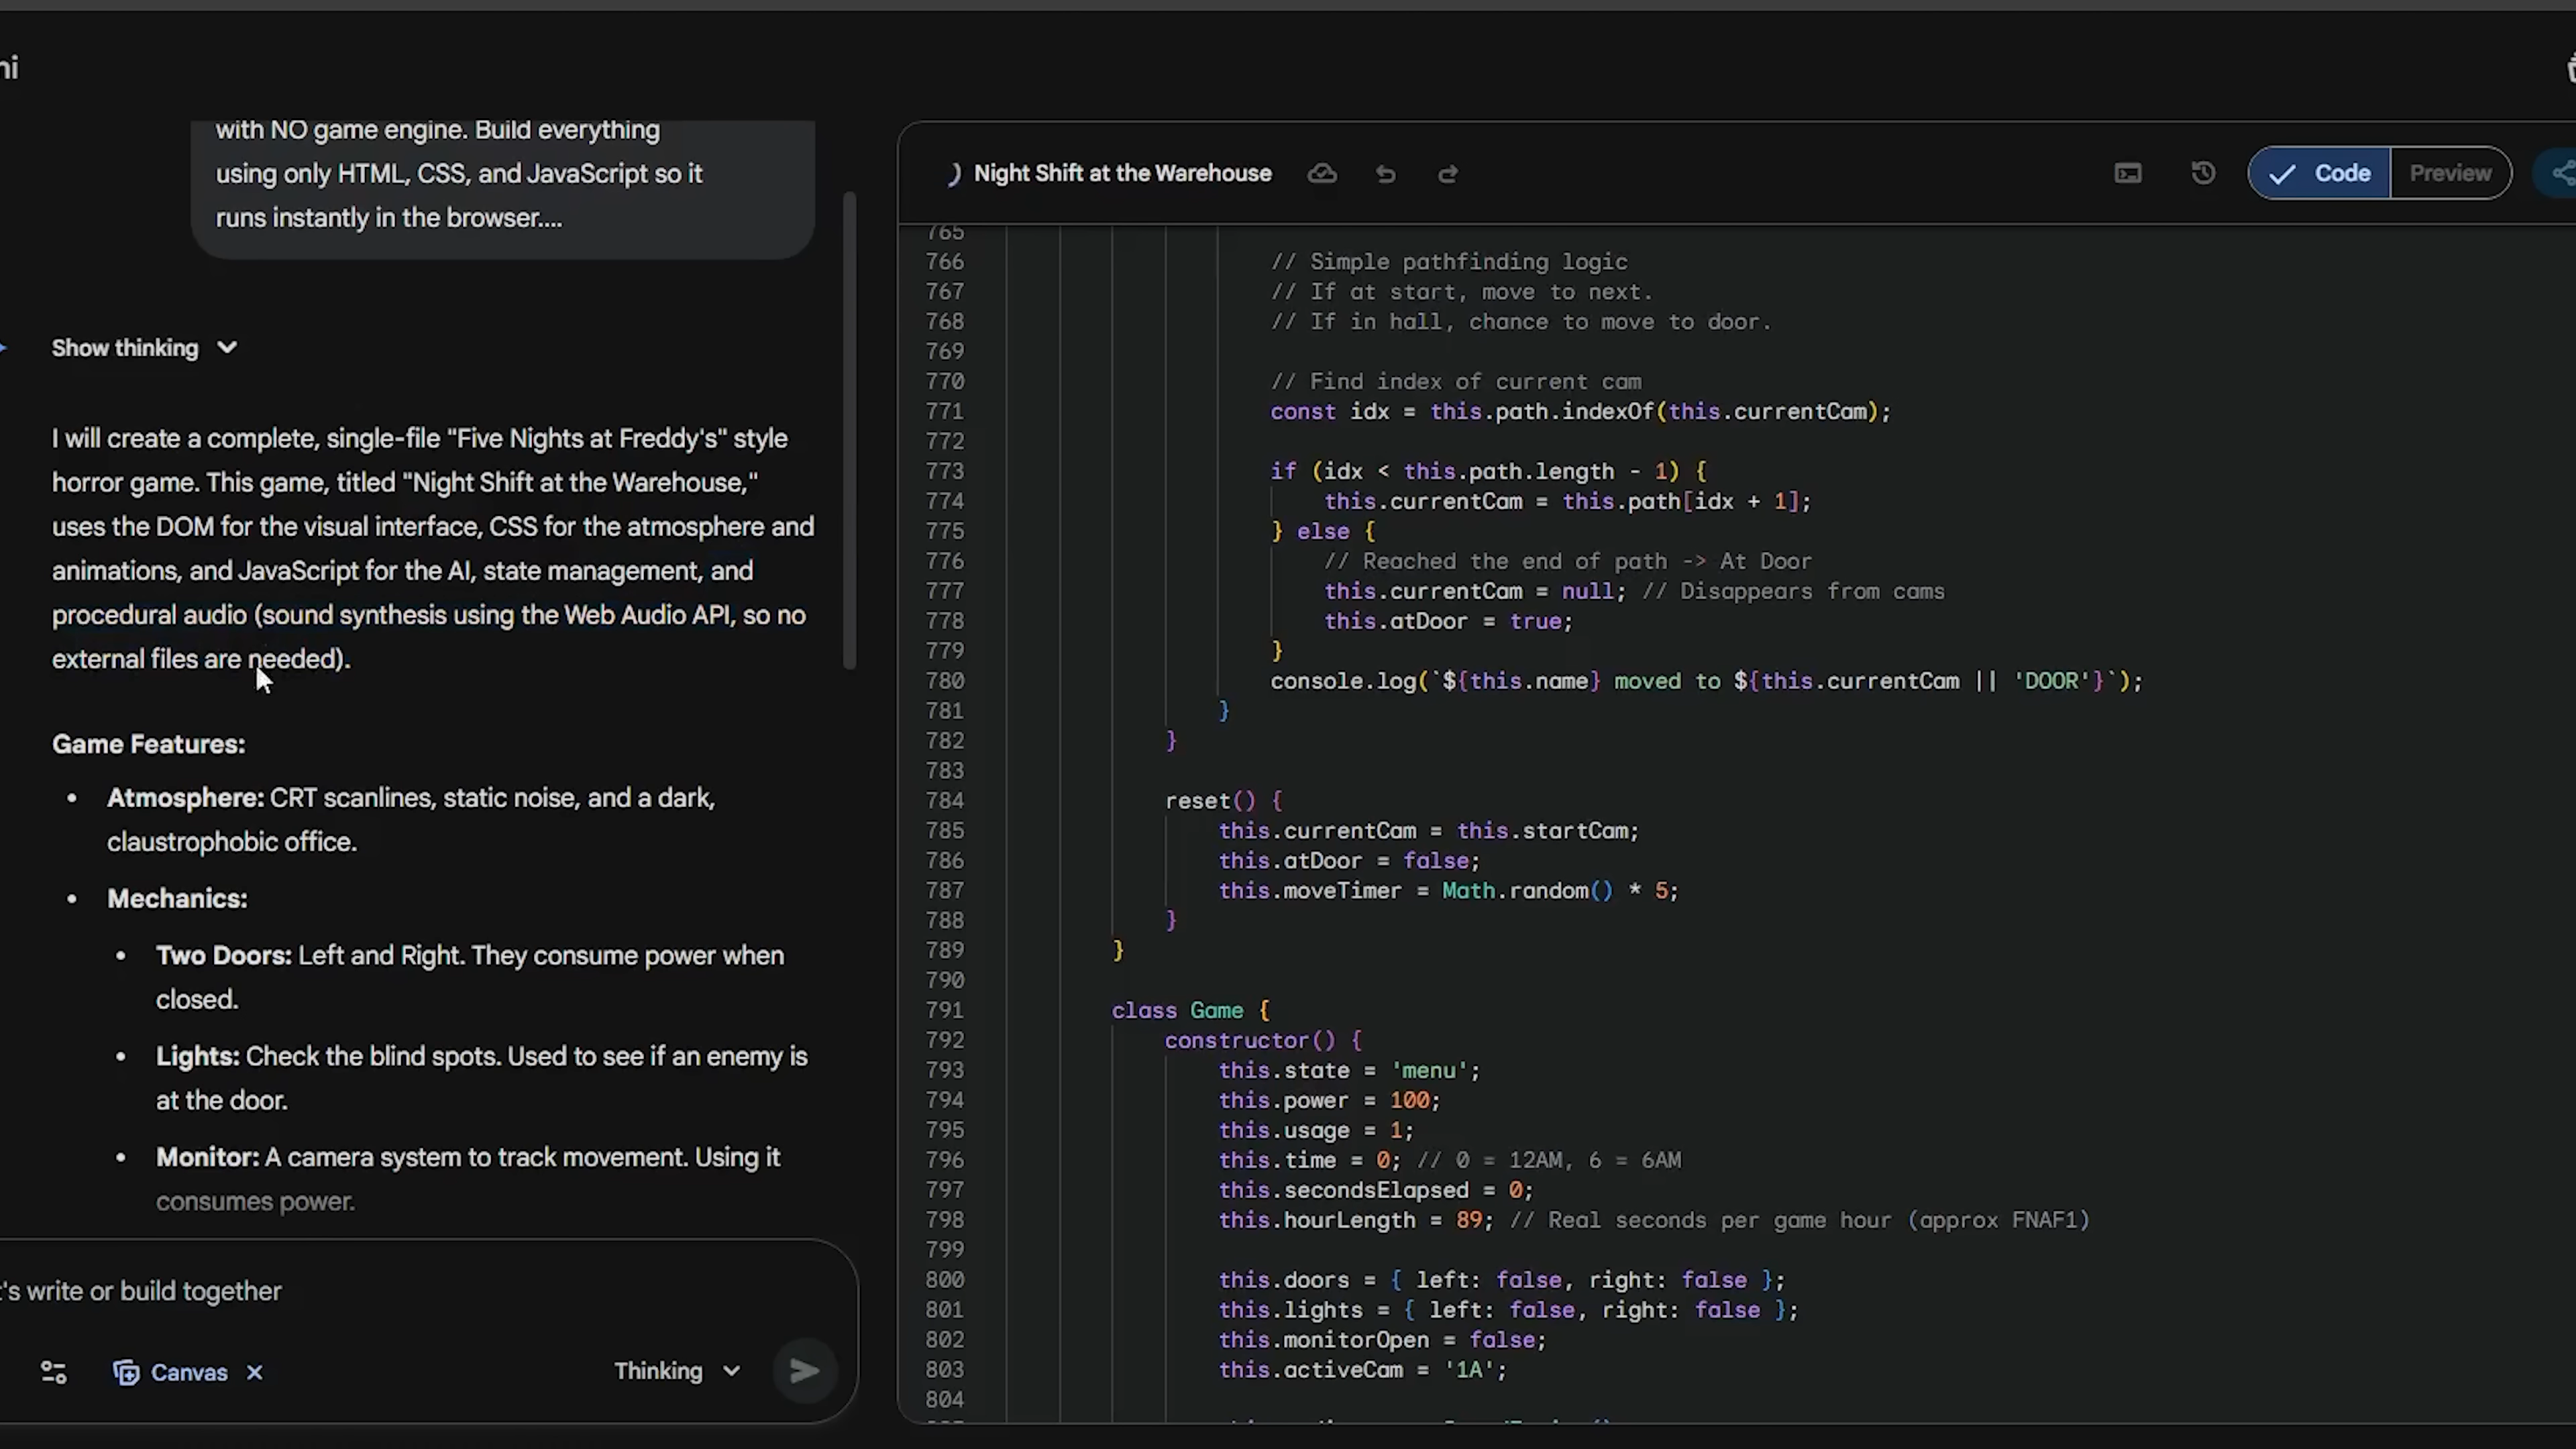 with NO game engine. Build everything
using only HTML, CSS, and JavaScript so it
runs instantly in the browser....
Show thinking
I will create a complete, single-file "Five Nights at Freddy's" style
horror game. This game, titled "Night Shift at the Warehouse,"
uses the DOM for the visual interface, CSS for the atmosphere and
animations, and JavaScript for the AI, state management, and
procedural audio (sound synthesis using the Web Audio API, so no
external files are needed).
Game Features:
• Atmosphere: CRT scanlines, static noise, and a dark,
claustrophobic office.
• Mechanics:
• Two Doors: Left and Right. They consume power when
closed.
• Lights: Check the blind spots. Used to see if an enemy is
at the door.
• Monitor: A camera system to track movement. Using it
consumes power.
's write or build together
Canvas
Thinking
Night Shift at the Warehouse
Code
Preview
765
766 // Simple pathfinding logic
767 // If at start, move to next.
768 // If in hall, chance to move to door.
769
770 // Find index of current cam
771 const idx = this.path.indexOf(this.currentCam);
772
773 if (idx < this.path.length - 1) {
774 this.currentCam = this.path[idx + 1];
775 } else {
776 // Reached the end of path -> At Door
777 this.currentCam = null; // Disappears from cams
778 this.atDoor = true;
779 }
780 console.log(`${this.name} moved to ${this.currentCam || 'DOOR'}`);
781 }
782 }
783
784 reset() {
785 this.currentCam = this.startCam;
786 this.atDoor = false;
787 this.moveTimer = Math.random() * 5;
788 }
789 }
790
791 class Game {
792 constructor() {
793 this.state = 'menu';
794 this.power = 100;
795 this.usage = 1;
796 this.time = 0; // 0 = 12AM, 6 = 6AM
797 this.secondsElapsed = 0;
798 this.hourLength = 89; // Real seconds per game hour (approx FNAF1)
799
800 this.doors = { left: false, right: false };
801 this.lights = { left: false, right: false };
802 this.monitorOpen = false;
803 this.activeCam = '1A';
804